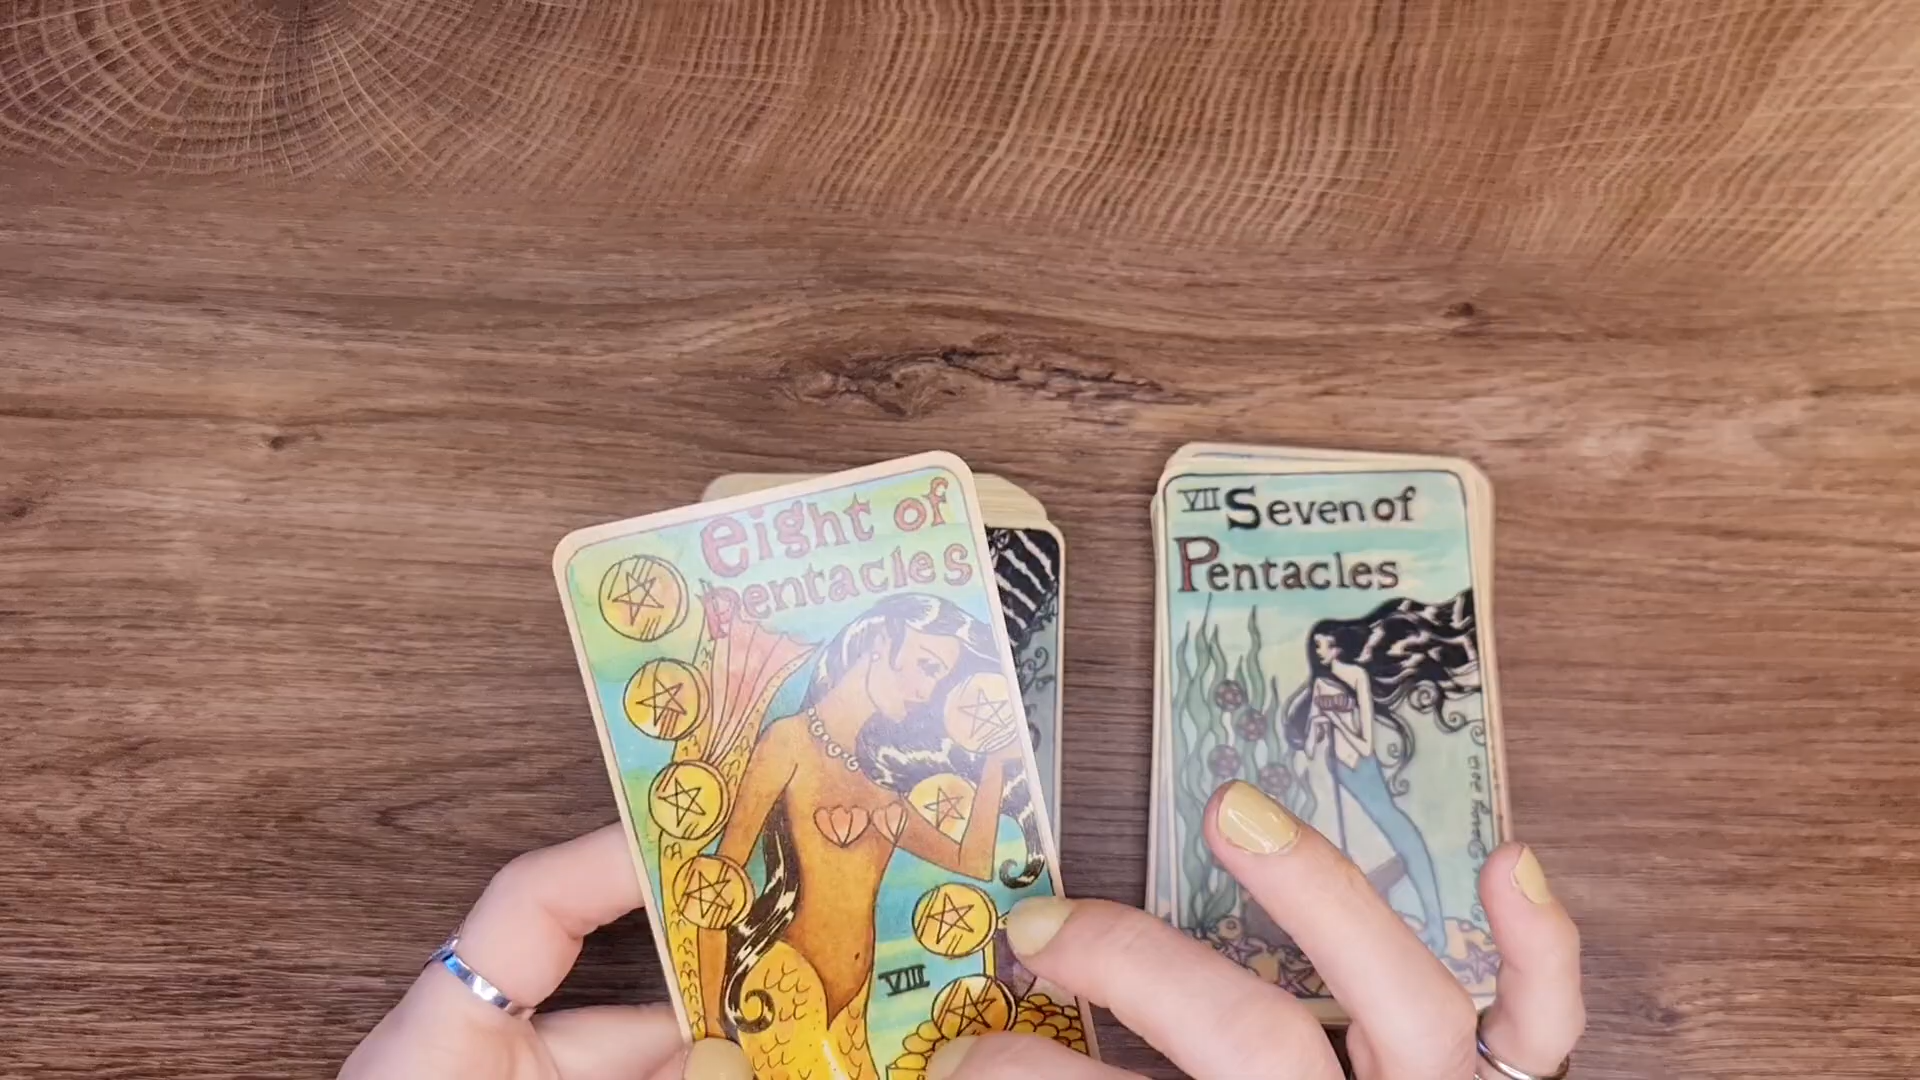 eight of
Pentacles
VIII
VII Seven of
Pentacles